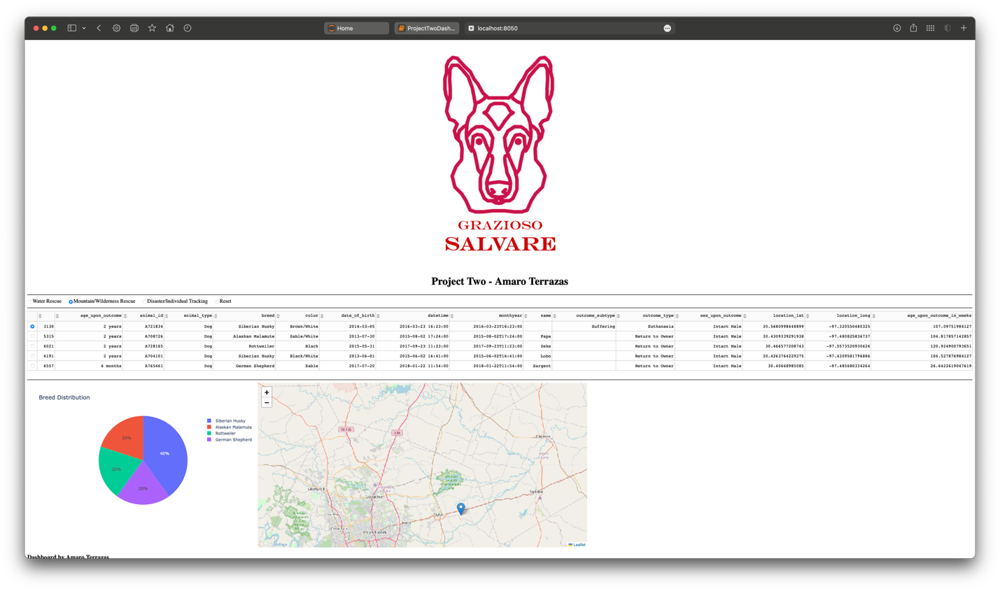 Home
ProjectTwoDash...
localhost:8050
GRAZIOSO
SALVARE
Project Two - Amaro Terrazas
Water Rescue Mountain/Wilderness Rescue Disaster/Individual Tracking Reset
age_upon_outcome animal_id animal_type breed color date_of_birth datetime monthyear name outcome_subtype outcome_type sex_upon_outcome location_lat location_long age_upon_outcome_in_weeks
3130 2 years A721834 Dog Siberian Husky Brown/White 2014-03-05 2016-03-23 16:23:00 2016-03-23T16:23:00 Suffering Euthanasia Intact Male 30.5680998448899 -97.320550480325 107.09751984127
5315 2 years A708726 Dog Alaskan Malamute Sable/White 2013-07-30 2015-08-02 17:24:00 2015-08-02T17:24:00 Papa Return to Owner Intact Male 30.4309339291938 -97.480825836737 104.817857142857
6021 2 years A728165 Dog Rottweiler Black 2015-05-31 2017-09-23 11:23:00 2017-09-23T11:23:00 Zeke Return to Owner Intact Male 30.466577208743 -97.5573520930426 120.924900793651
6191 2 years A704101 Dog Siberian Husky Black/White 2013-06-01 2015-06-02 16:41:00 2015-06-02T16:41:00 Lobo Return to Owner Intact Male 30.4263764229275 -97.4309581796886 104.527876984127
6557 6 months A765461 Dog German Shepherd Sable 2017-07-20 2018-01-22 11:54:00 2018-01-22T11:54:00 Sargent Return to Owner Intact Male 30.40668985085 -97.485680334264 26.6422619047619
Breed Distribution
Siberian Husky
Alaskan Malamute
Rottweiler
German Shepherd
20%
40%
20%
20%
+
−
I 35
Cameron
Liberty Hill
Georgetown
Rockdale
Taylor
Hutto
Round Rock
Leaflet
Dashboard by Amaro Terrazas